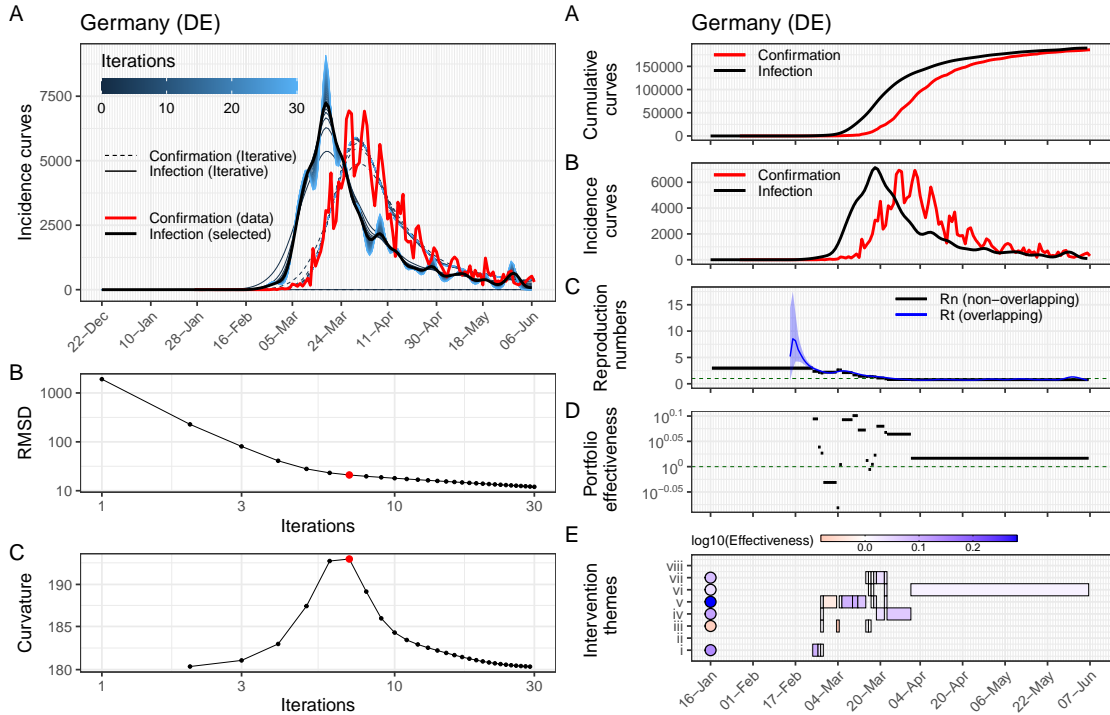 A
Germany (DE)
Iterations
0 10 20 30
Confirmation (Iterative)
Infection (Iterative)
Confirmation (data)
Infection (selected)
Incidence curves
7500
5000
2500
0
22−Dec 10−Jan 28−Jan 16−Feb 05−Mar 24−Mar 11−Apr 30−Apr 18−May 06−Jun
B
RMSD
1000
100
10
1 3 10 30
Iterations
C
Curvature
190
185
180
1 3 10 30
Iterations
A
Germany (DE)
Cumulative
curves
150000
100000
50000
0
Confirmation
Infection
B
Incidence
curves
6000
4000
2000
0
Confirmation
Infection
C
Reproduction
numbers
15
10
5
0
Rn (non−overlapping)
Rt (overlapping)
D
Portfolio
effectiveness
10^0.1
10^0.05
10^0
10^−0.05
E
log10(Effectiveness)
0.0 0.2
Intervention
themes
viii
vii
vi
v
iv
iii
ii
i
16−Jan 01−Feb 17−Feb 04−Mar 20−Mar 04−Apr 20−Apr 06−May 22−May 07−Jun